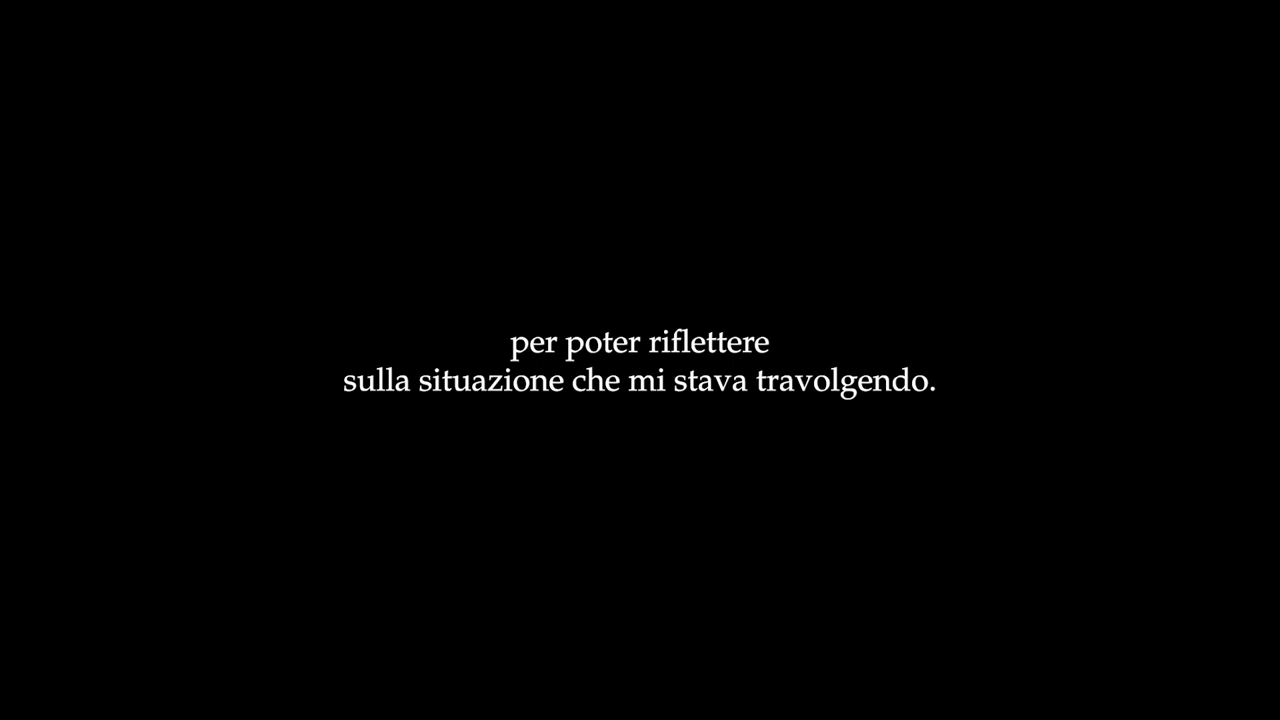 per poter riflettere
sulla situazione che mi stava travolgendo.